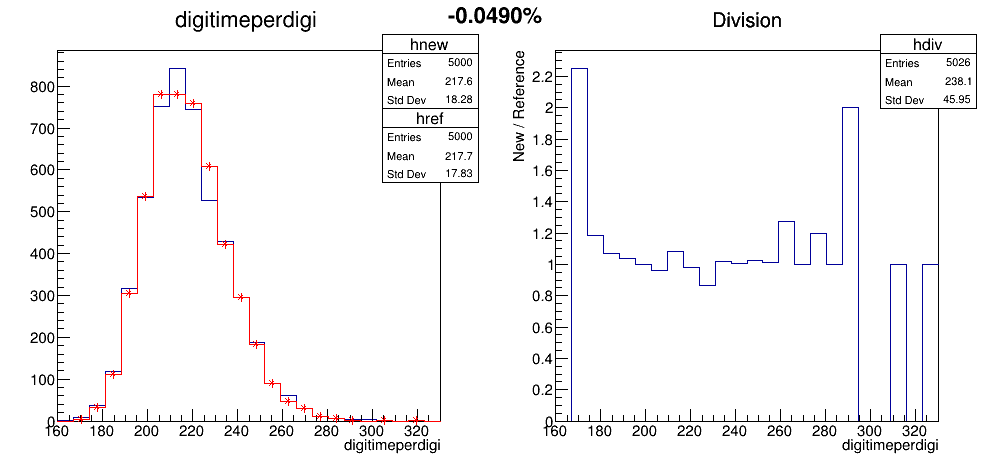 digitimeperdigi
-0.0490%
Division
hnew
Entries 5000
Mean 217.6
Std Dev 18.28
href
Entries 5000
Mean 217.7
Std Dev 17.83
800
700
600
500
400
300
200
100
0
160 180 200 220 240 260 280 300 320
digitimeperdigi
hdiv
Entries 5026
Mean 238.1
Std Dev 45.95
New / Reference
2.2
2
1.8
1.6
1.4
1.2
1
0.8
0.6
0.4
0.2
0
160 180 200 220 240 260 280 300 320
digitimeperdigi